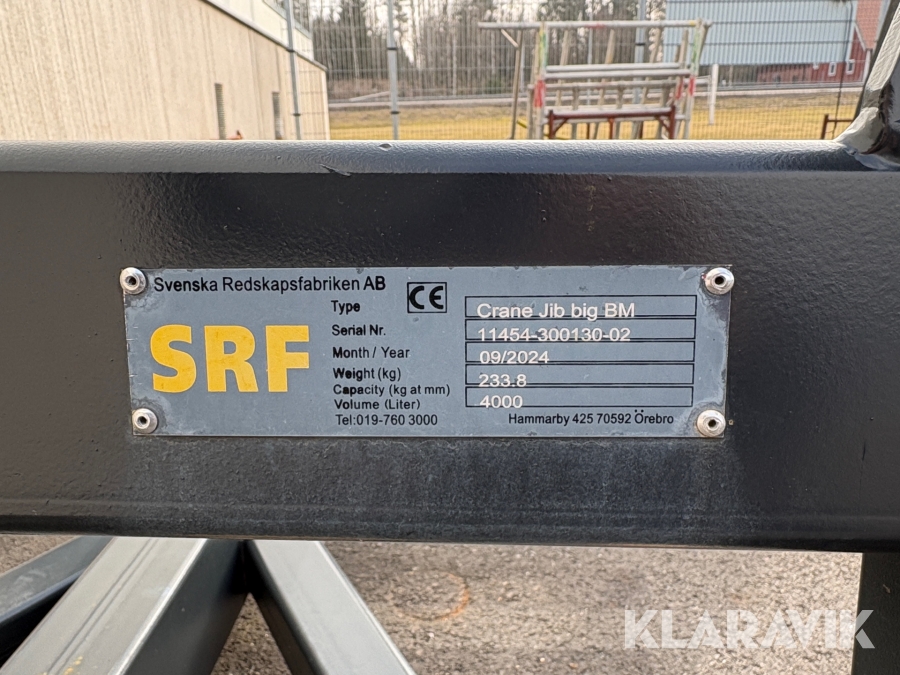 Svenska Redskapsfabriken AB
CE
SRF
Type Crane Jib big BM
Serial Nr. 11454-300130-02
Month / Year 09/2024
Weight (kg) 233.8
Capacity (kg at mm) 4000
Volume (Liter)
Tel:019-760 3000 Hammarby 425 70592 Örebro
KLARAVIK